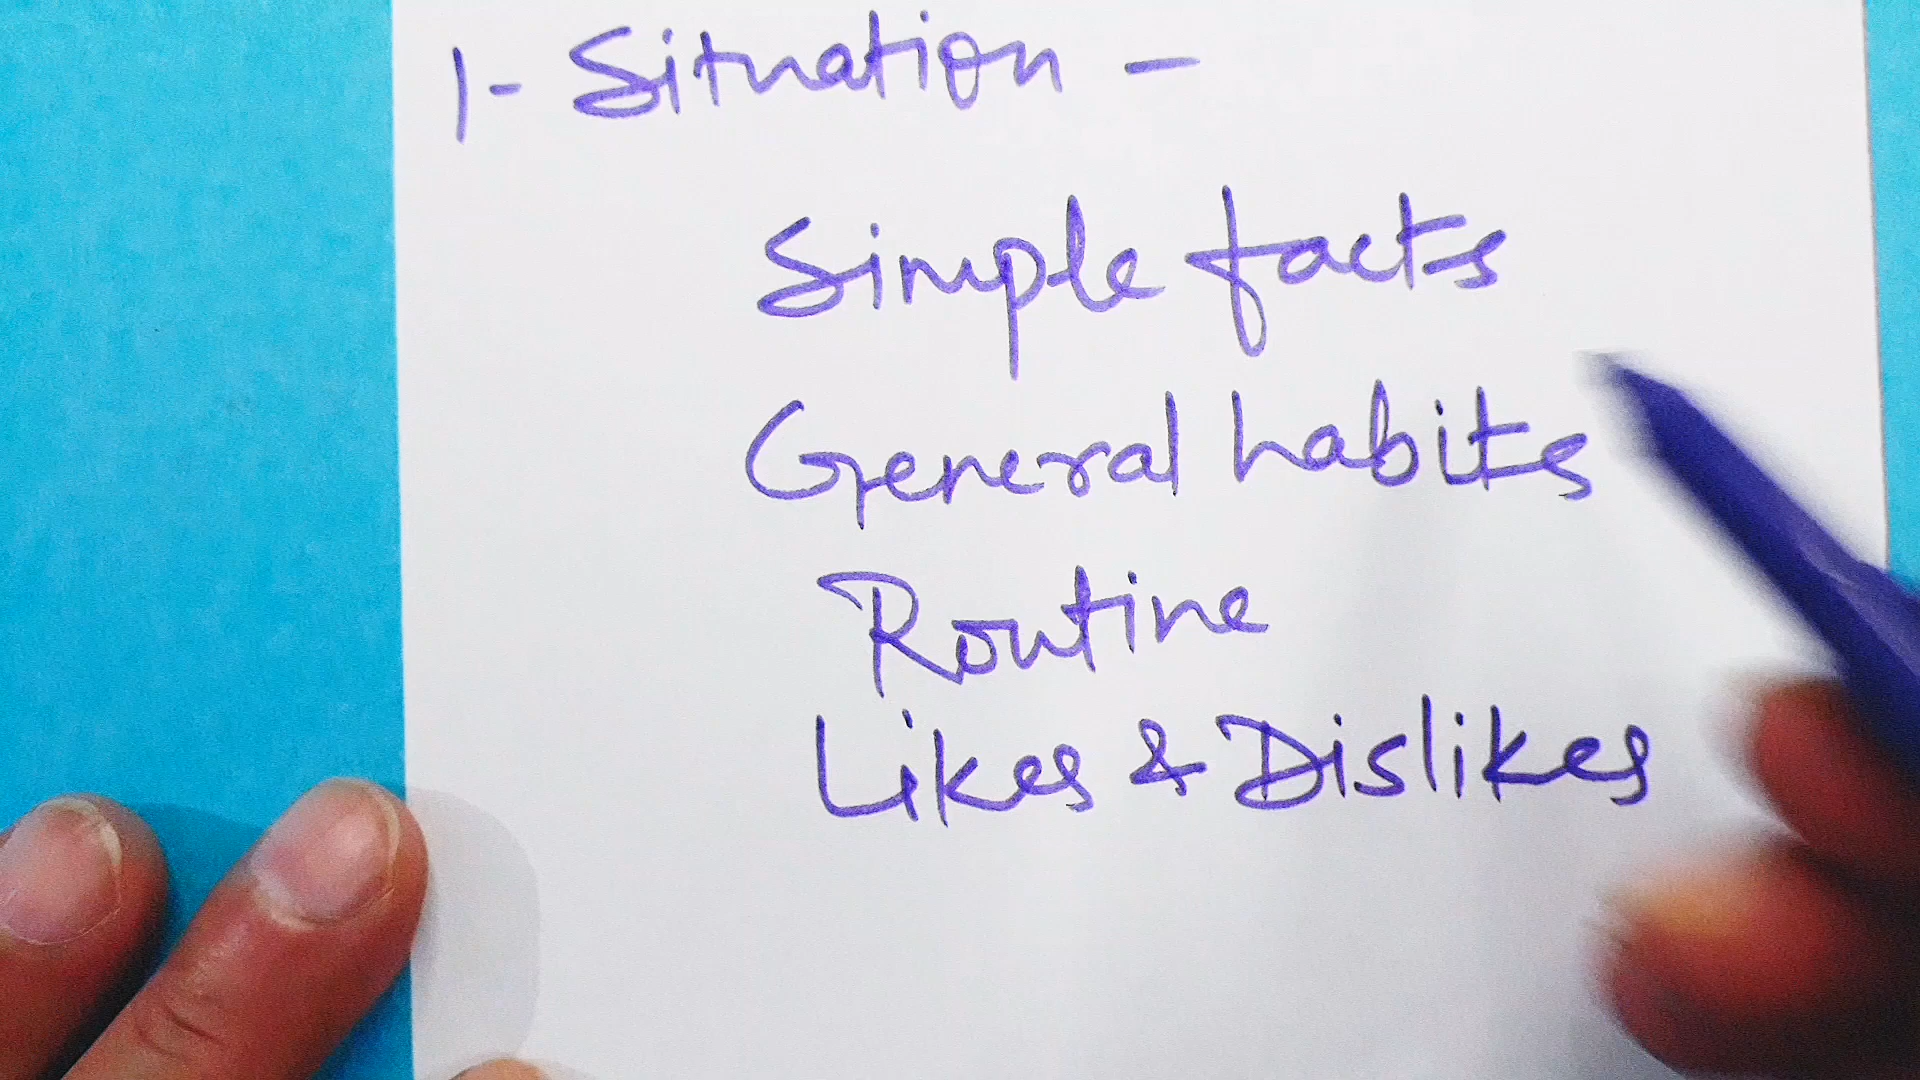 1- Situation -
Simple facts
General habits
Routine
Likes & Dislikes